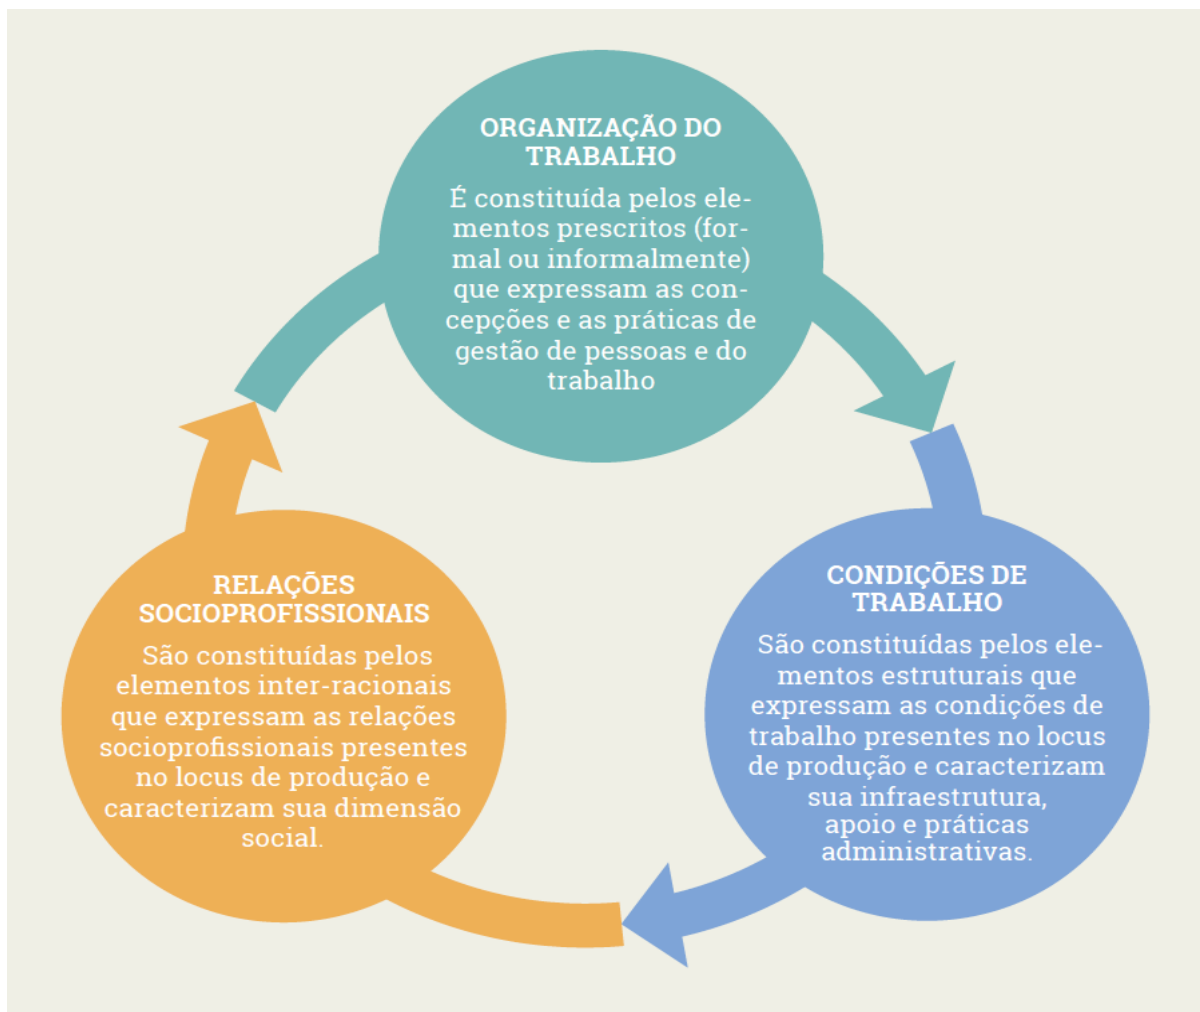 ORGANIZAÇÃO DO
TRABALHO
É constituída pelos ele-
mentos prescritos (for-
mal ou informalmente)
que expressam as con-
cepções e as práticas de
gestão de pessoas e do
trabalho
CONDIÇÕES DE
TRABALHO
São constituídas pelos ele-
mentos estruturais que
expressam as condições de
trabalho presentes no locus
de produção e caracterizam
sua infraestrutura,
apoio e práticas
administrativas.
RELAÇÕES
SOCIOPROFISSIONAIS
São constituídas pelos
elementos inter-racionais
que expressam as relações
socioprofissionais presentes
no locus de produção e
caracterizam sua dimensão
social.